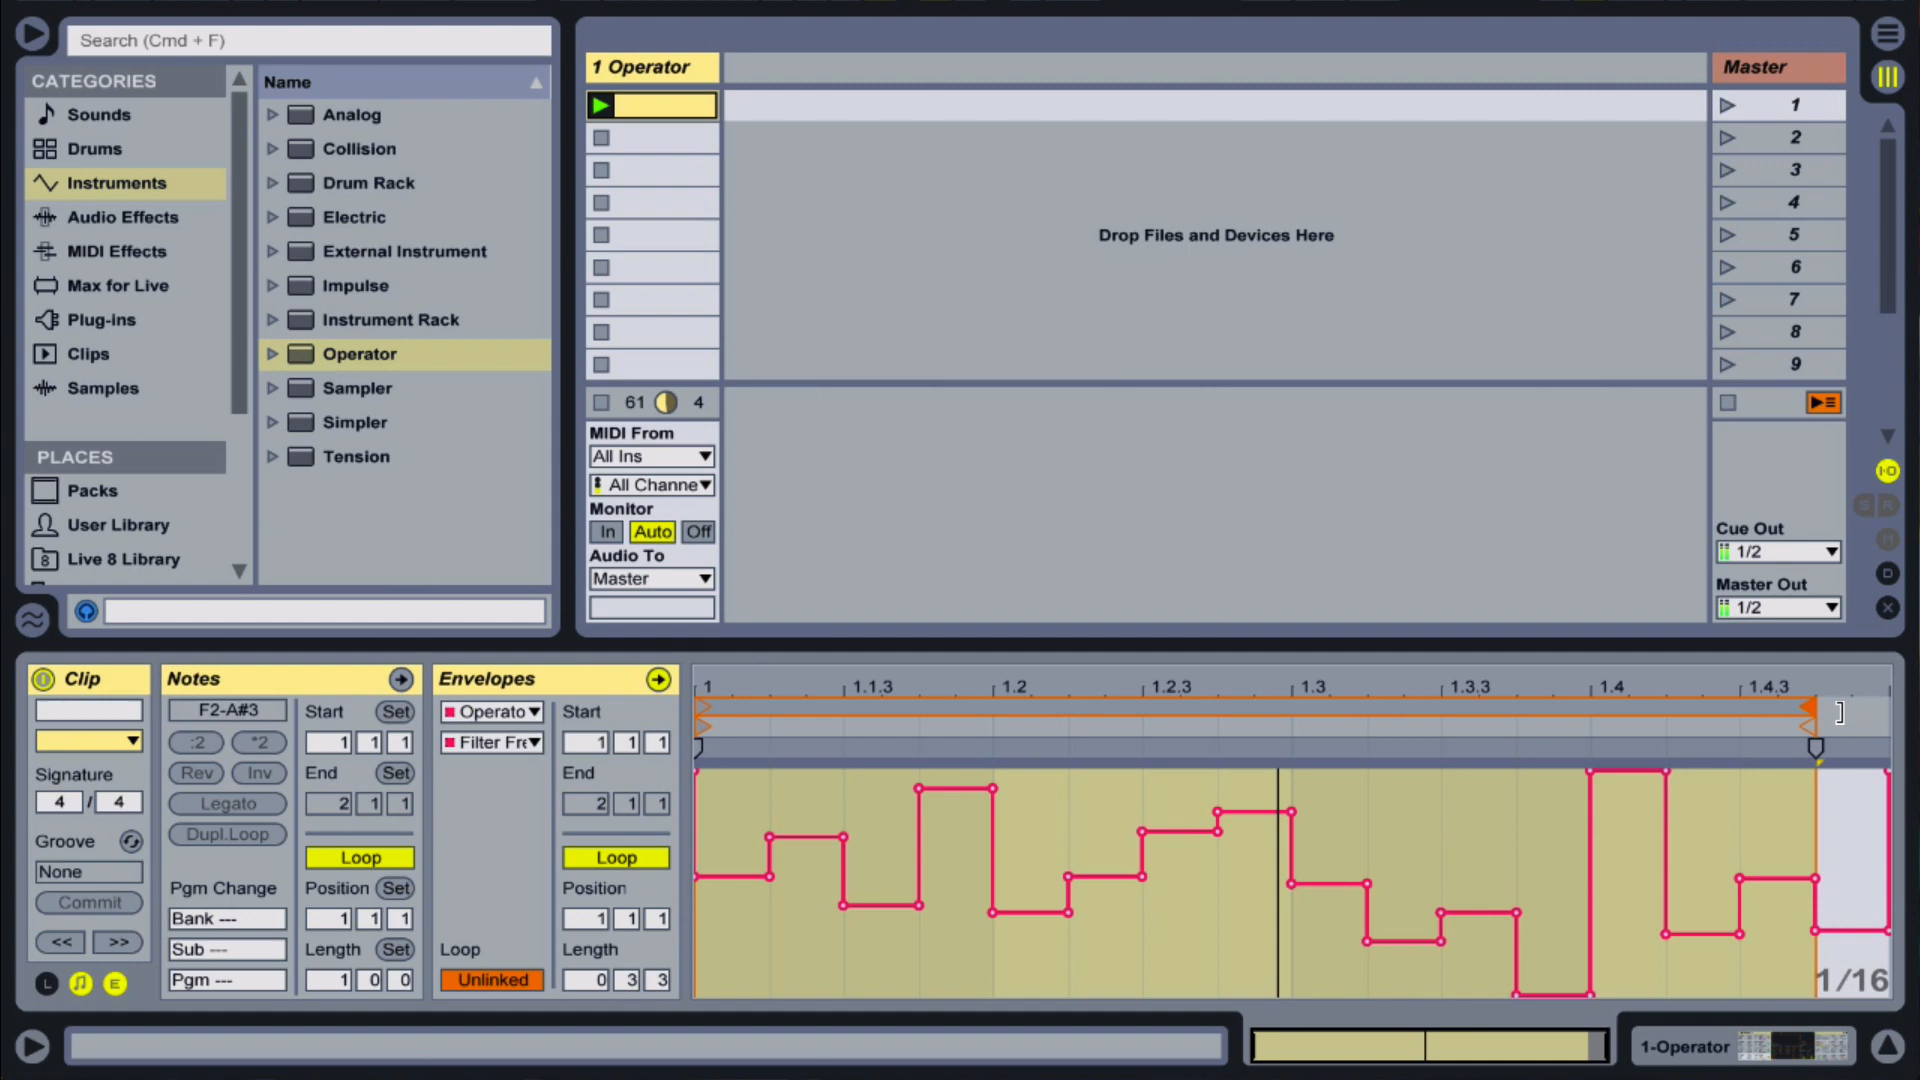 Search (Cmd + F)
CATEGORIES
Sounds
Drums
Instruments
Audio Effects
MIDI Effects
Max for Live
Plug-ins
Clips
Samples
PLACES
Packs
User Library
Live 8 Library
Name
Analog
Collision
Drum Rack
Electric
External Instrument
Impulse
Instrument Rack
Operator
Sampler
Simpler
Tension
1 Operator
61 4
MIDI From
All Ins
All Channe
Monitor
In Auto Off
Audio To
Master
Drop Files and Devices Here
Master
1
2
3
4
5
6
7
8
9
Cue Out
1/2
Master Out
1/2
I·O
S R
M
D
X
Clip
Signature
4 / 4
Groove
None
Commit
<< >>
L E
Notes
F2-A#3
:2 *2
Rev Inv
Legato
Dupl.Loop
Pgm Change
Bank ---
Sub ---
Pgm ---
Start Set
1 1 1
End Set
2 1 1
Loop
Position Set
1 1 1
Length Set
1 0 0
Envelopes
Operato
Filter Fre
Loop
Unlinked
Start
1 1 1
End
2 1 1
Loop
Position
1 1 1
Length
0 3 3
1 1.1.3 1.2 1.2.3 1.3 1.3.3 1.4 1.4.3
1/16
1-Operator